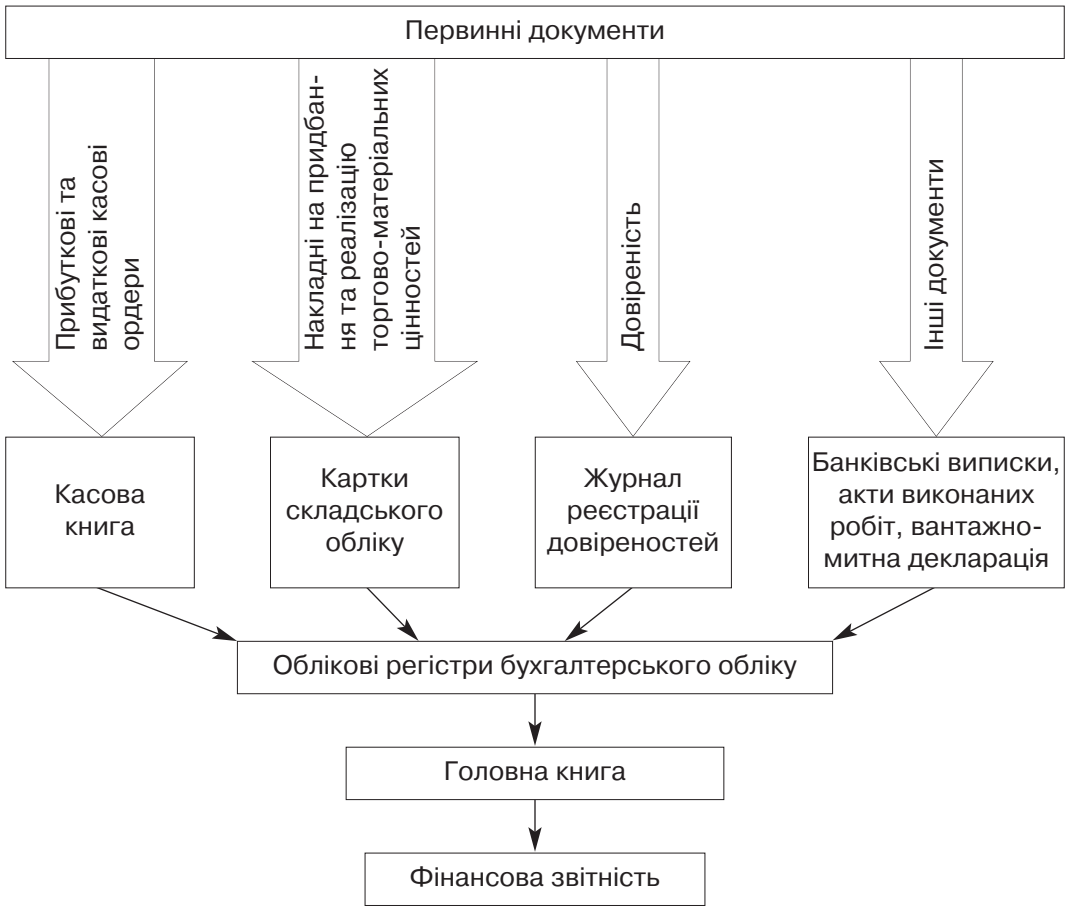 Первинні документи
Прибуткові та
видаткові касові
ордери
Накладні на придбан-
ня та реалізацію
торгово-матеріальних
цінностей
Довіреність
Інші документи
Касова
книга
Картки
складського
обліку
Журнал
реєстрації
довіреностей
Банківські виписки,
акти виконаних
робіт, вантажно-
митна декларація
Облікові регістри бухгалтерського обліку
Головна книга
Фінансова звітність